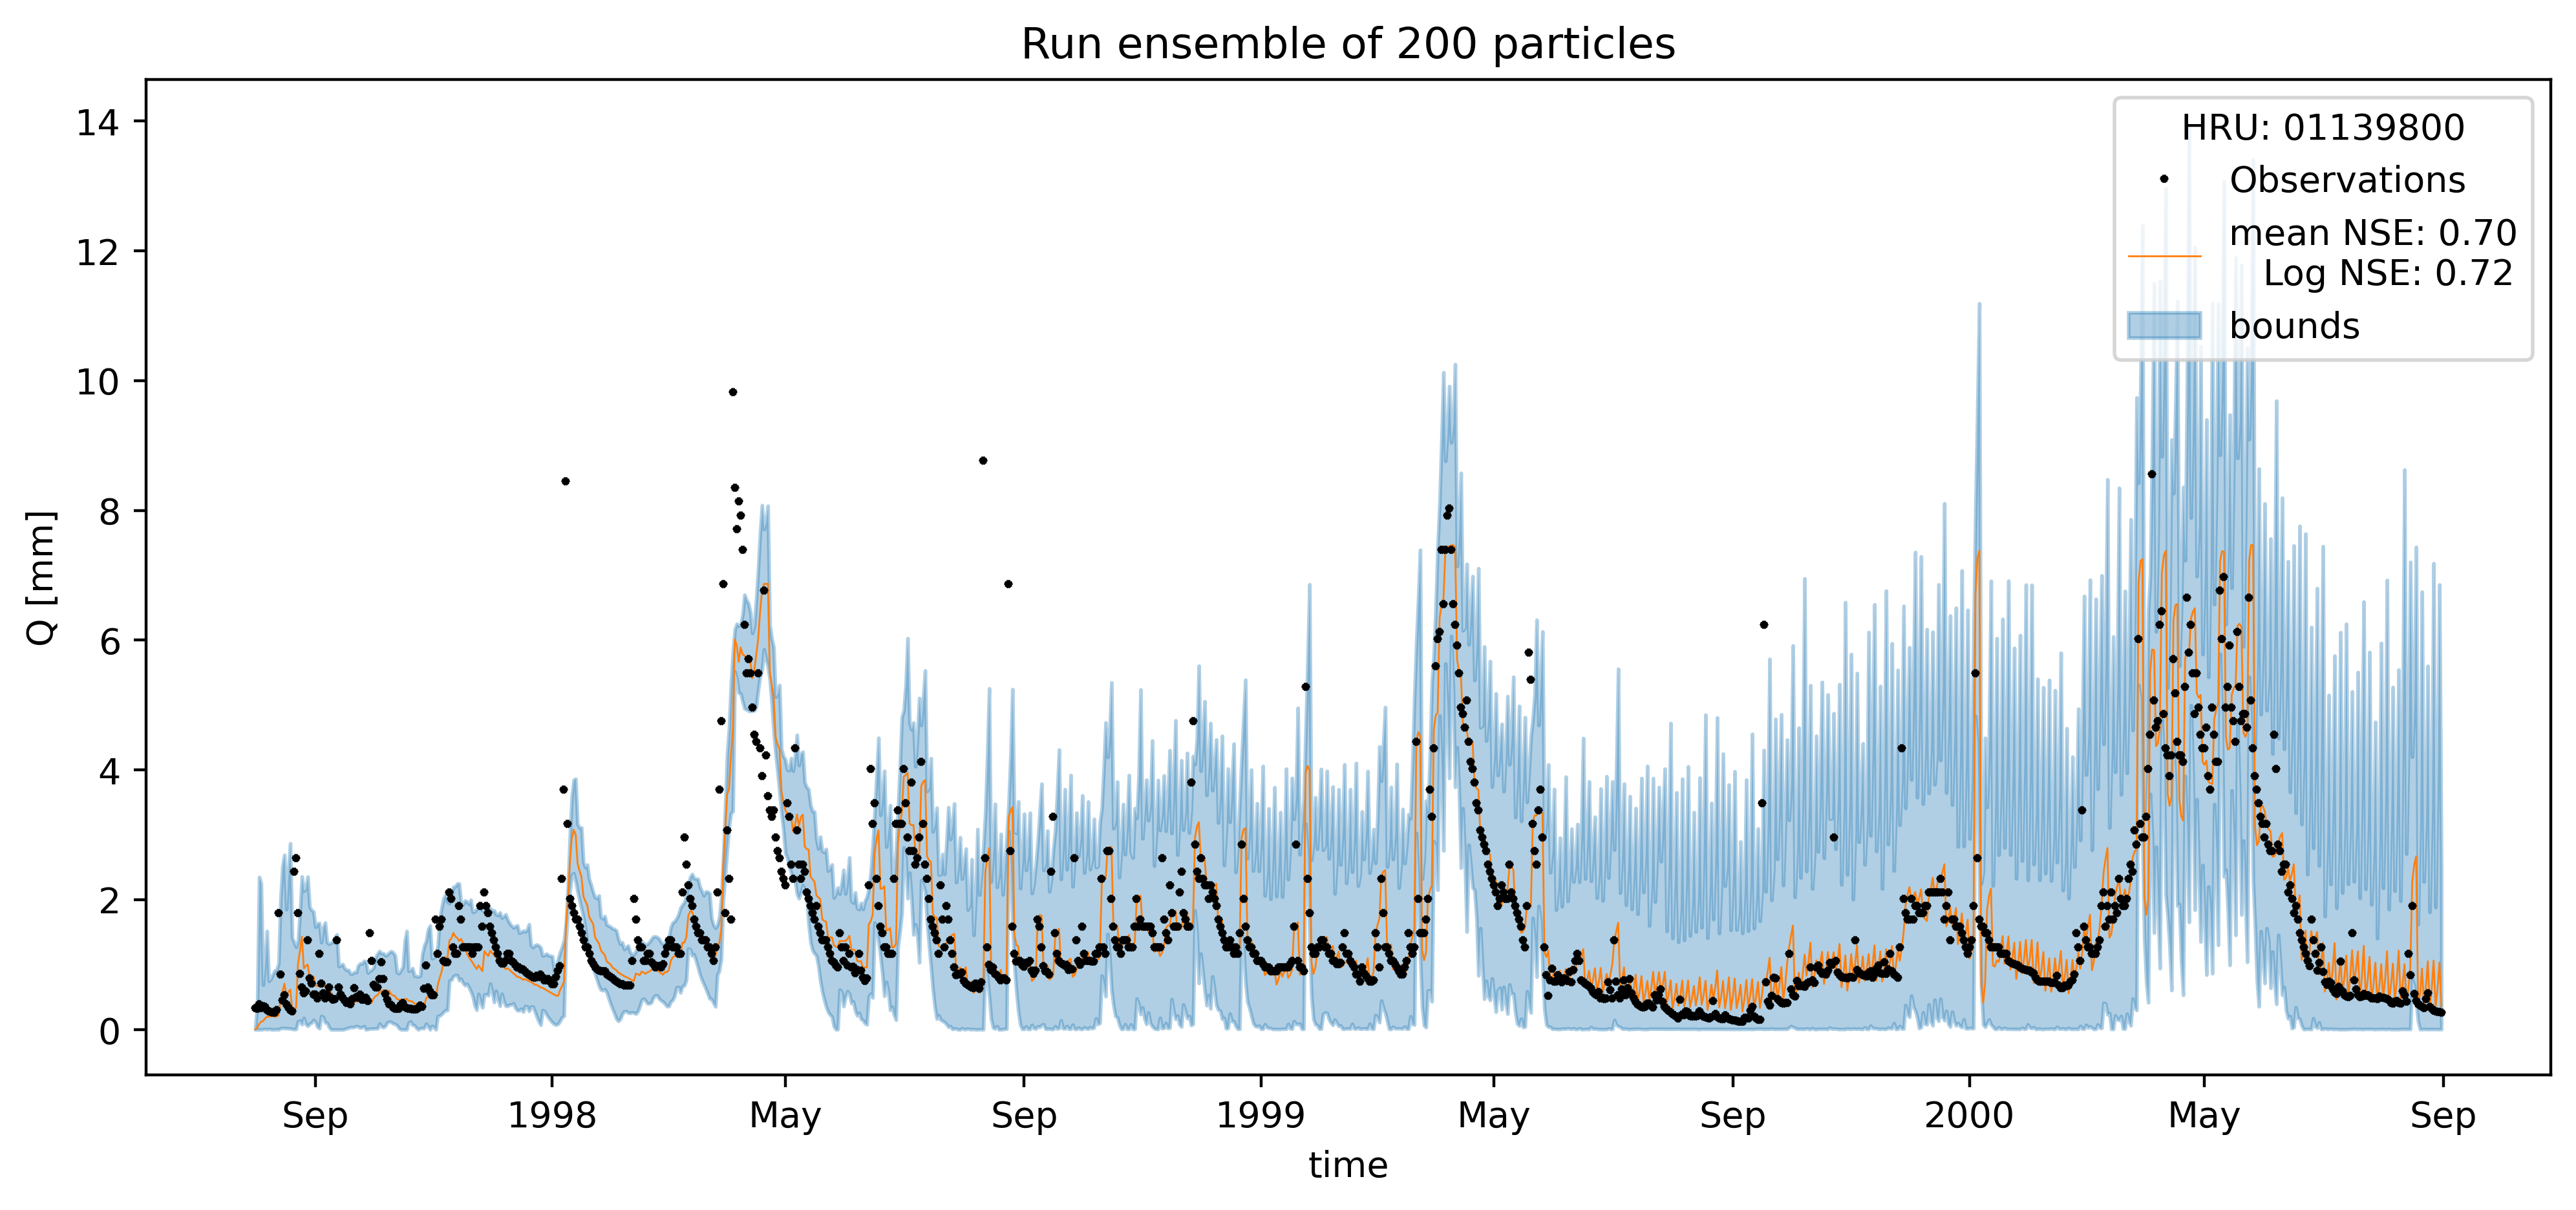 Run ensemble of 200 particles
HRU: 01139800
Observations
mean NSE: 0.70
Log NSE: 0.72
bounds
Q [mm]
14
12
10
8
6
4
2
0
Sep
1998
May
Sep
1999
May
Sep
2000
May
Sep
time